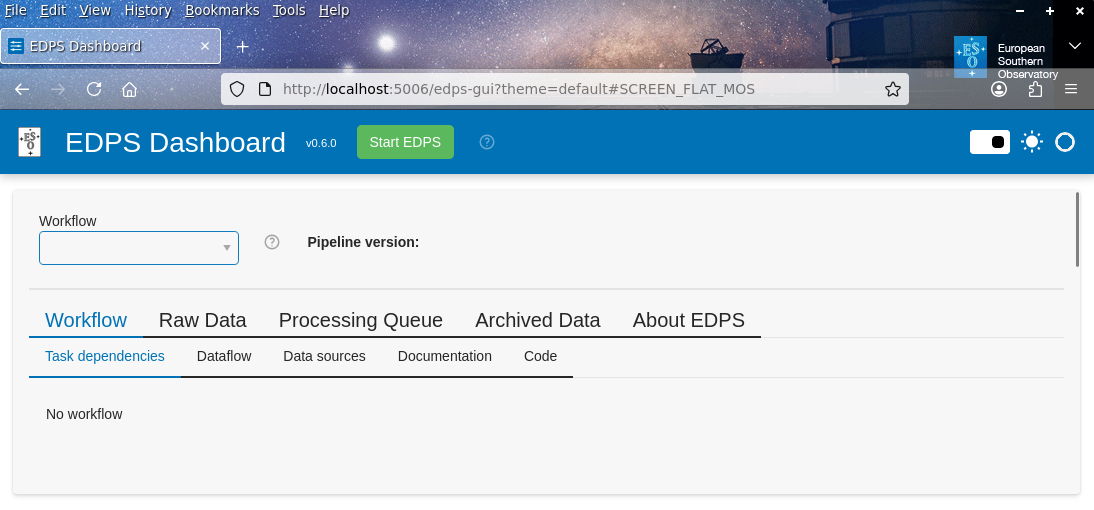 File Edit View History Bookmarks Tools Help
EDPS Dashboard
European
Southern
Observatory
http://localhost:5006/edps-gui?theme=default#SCREEN_FLAT_MOS
EDPS Dashboard v0.6.0 Start EDPS
Workflow
Pipeline version:
Workflow Raw Data Processing Queue Archived Data About EDPS
Task dependencies Dataflow Data sources Documentation Code
No workflow